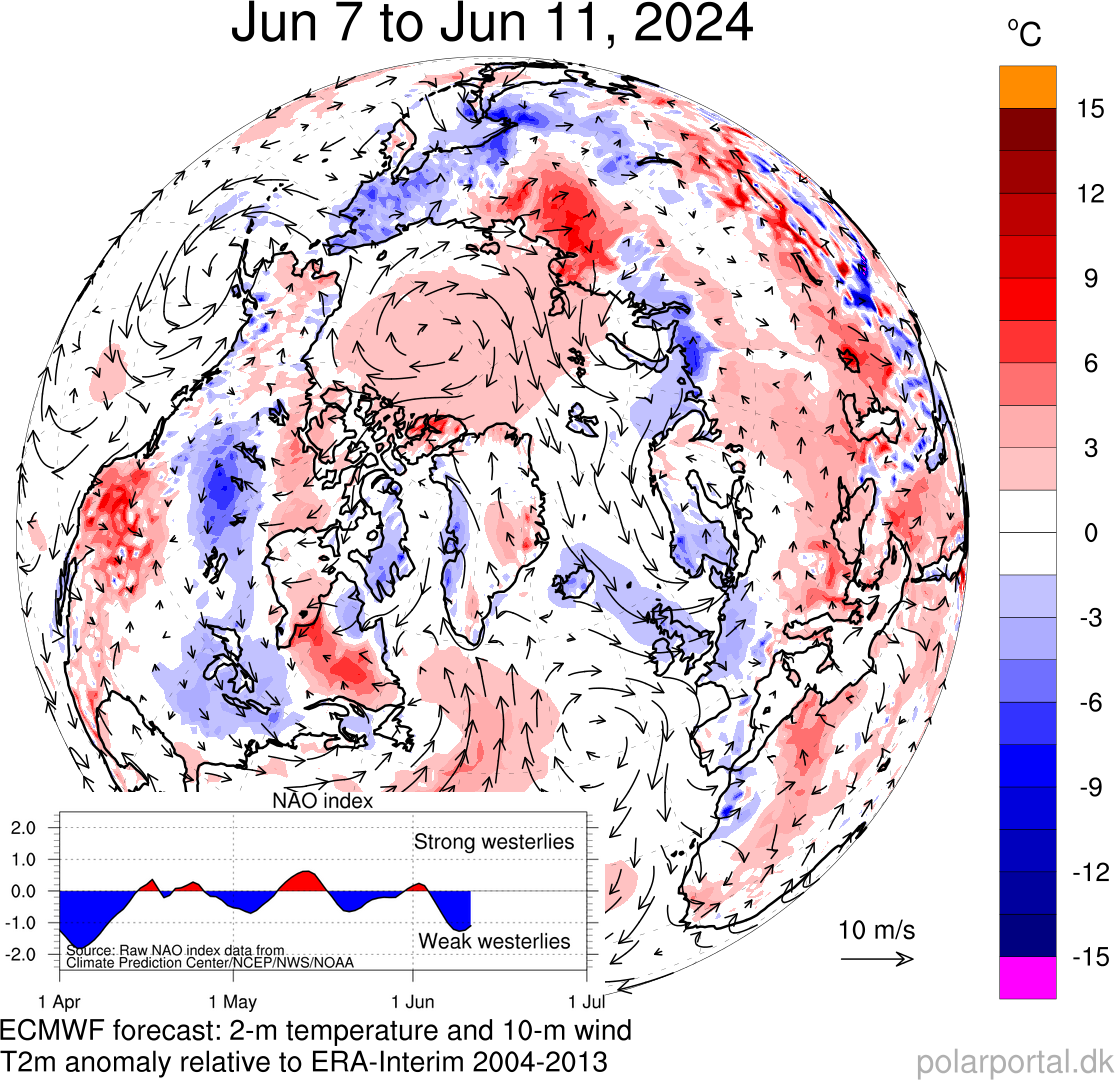 Jun 7 to Jun 11, 2024
°C
15
12
9
6
3
0
-3
-6
-9
-12
-15
10 m/s
NAO index
2.0
1.0
0.0
-1.0
-2.0
Strong westerlies
Weak westerlies
Source: Raw NAO index data from
Climate Prediction Center/NCEP/NWS/NOAA
1 Apr 1 May 1 Jun 1 Jul
ECMWF forecast: 2-m temperature and 10-m wind
T2m anomaly relative to ERA-Interim 2004-2013
polarportal.dk